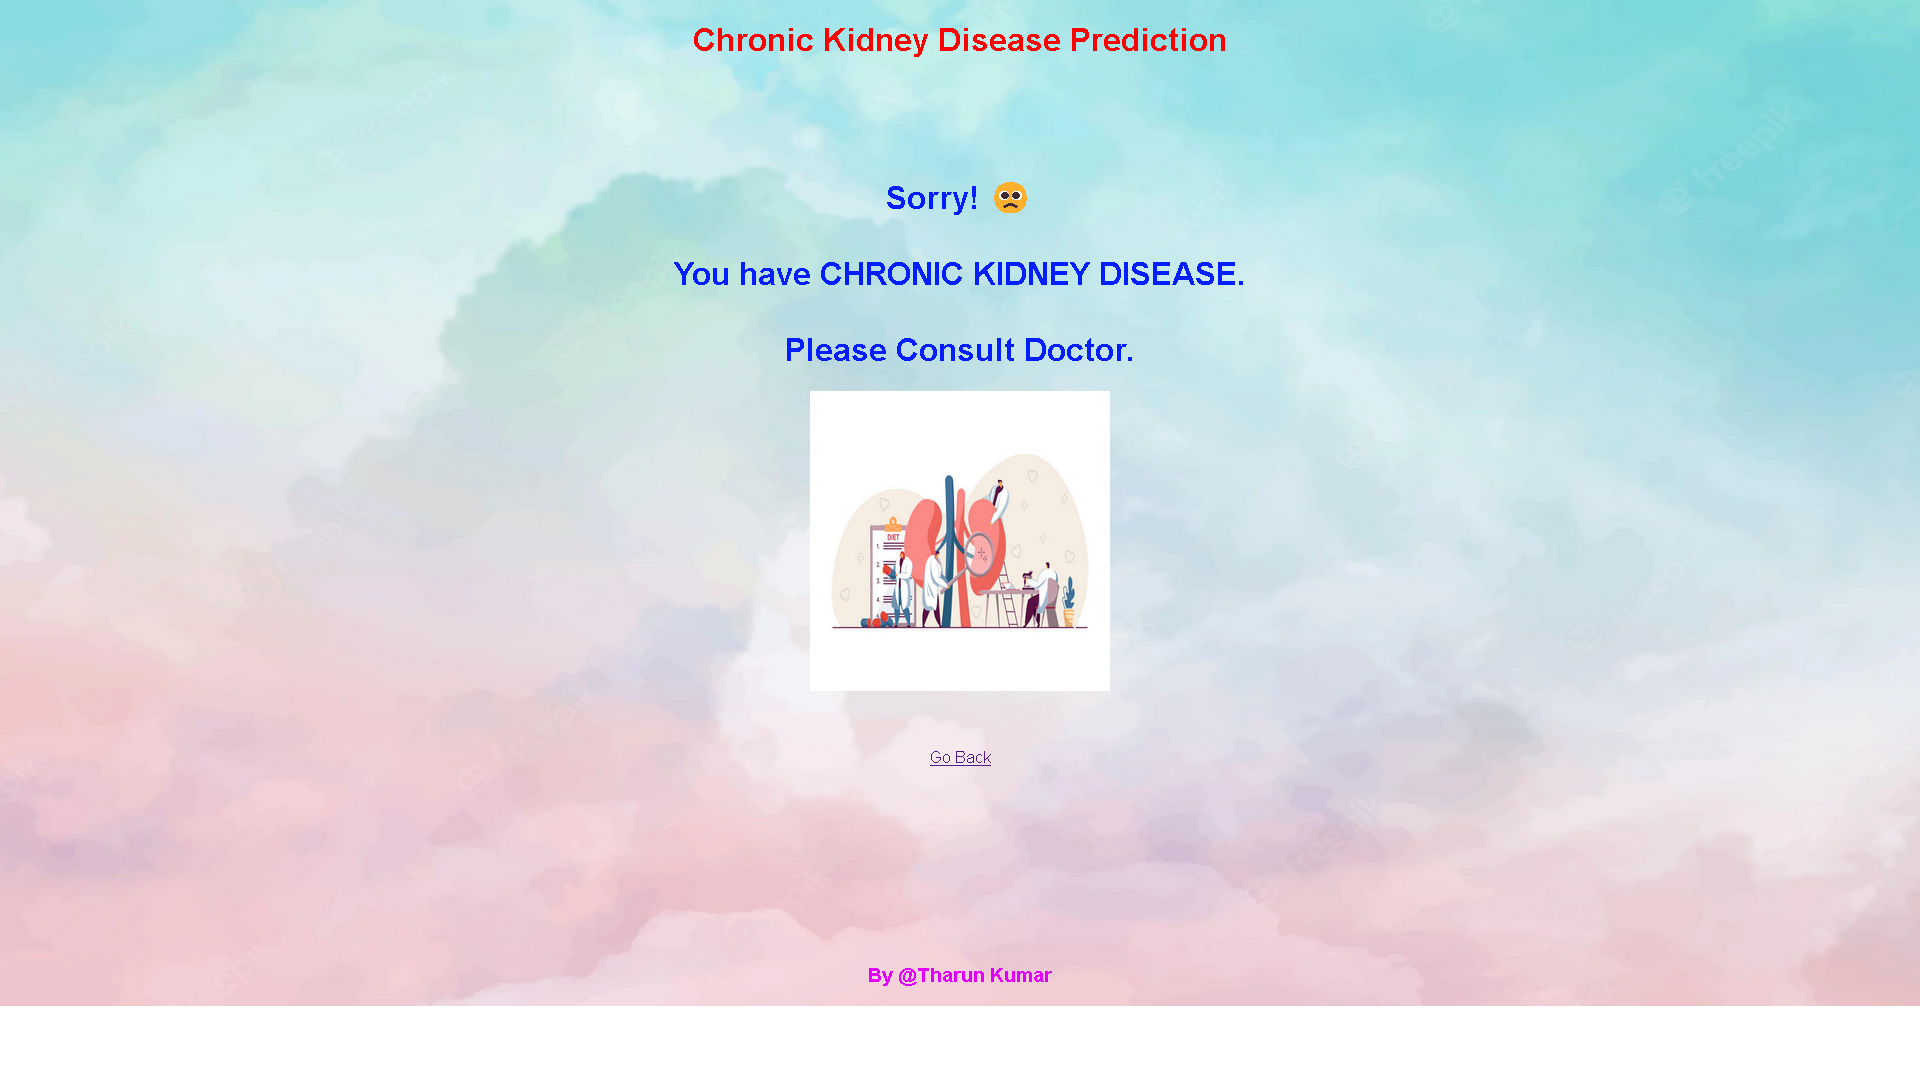 Chronic Kidney Disease Prediction
Sorry! 🥺
You have CHRONIC KIDNEY DISEASE.
Please Consult Doctor.
DIET
1.
2.
3.
4.
Go Back
By @Tharun Kumar
freepik